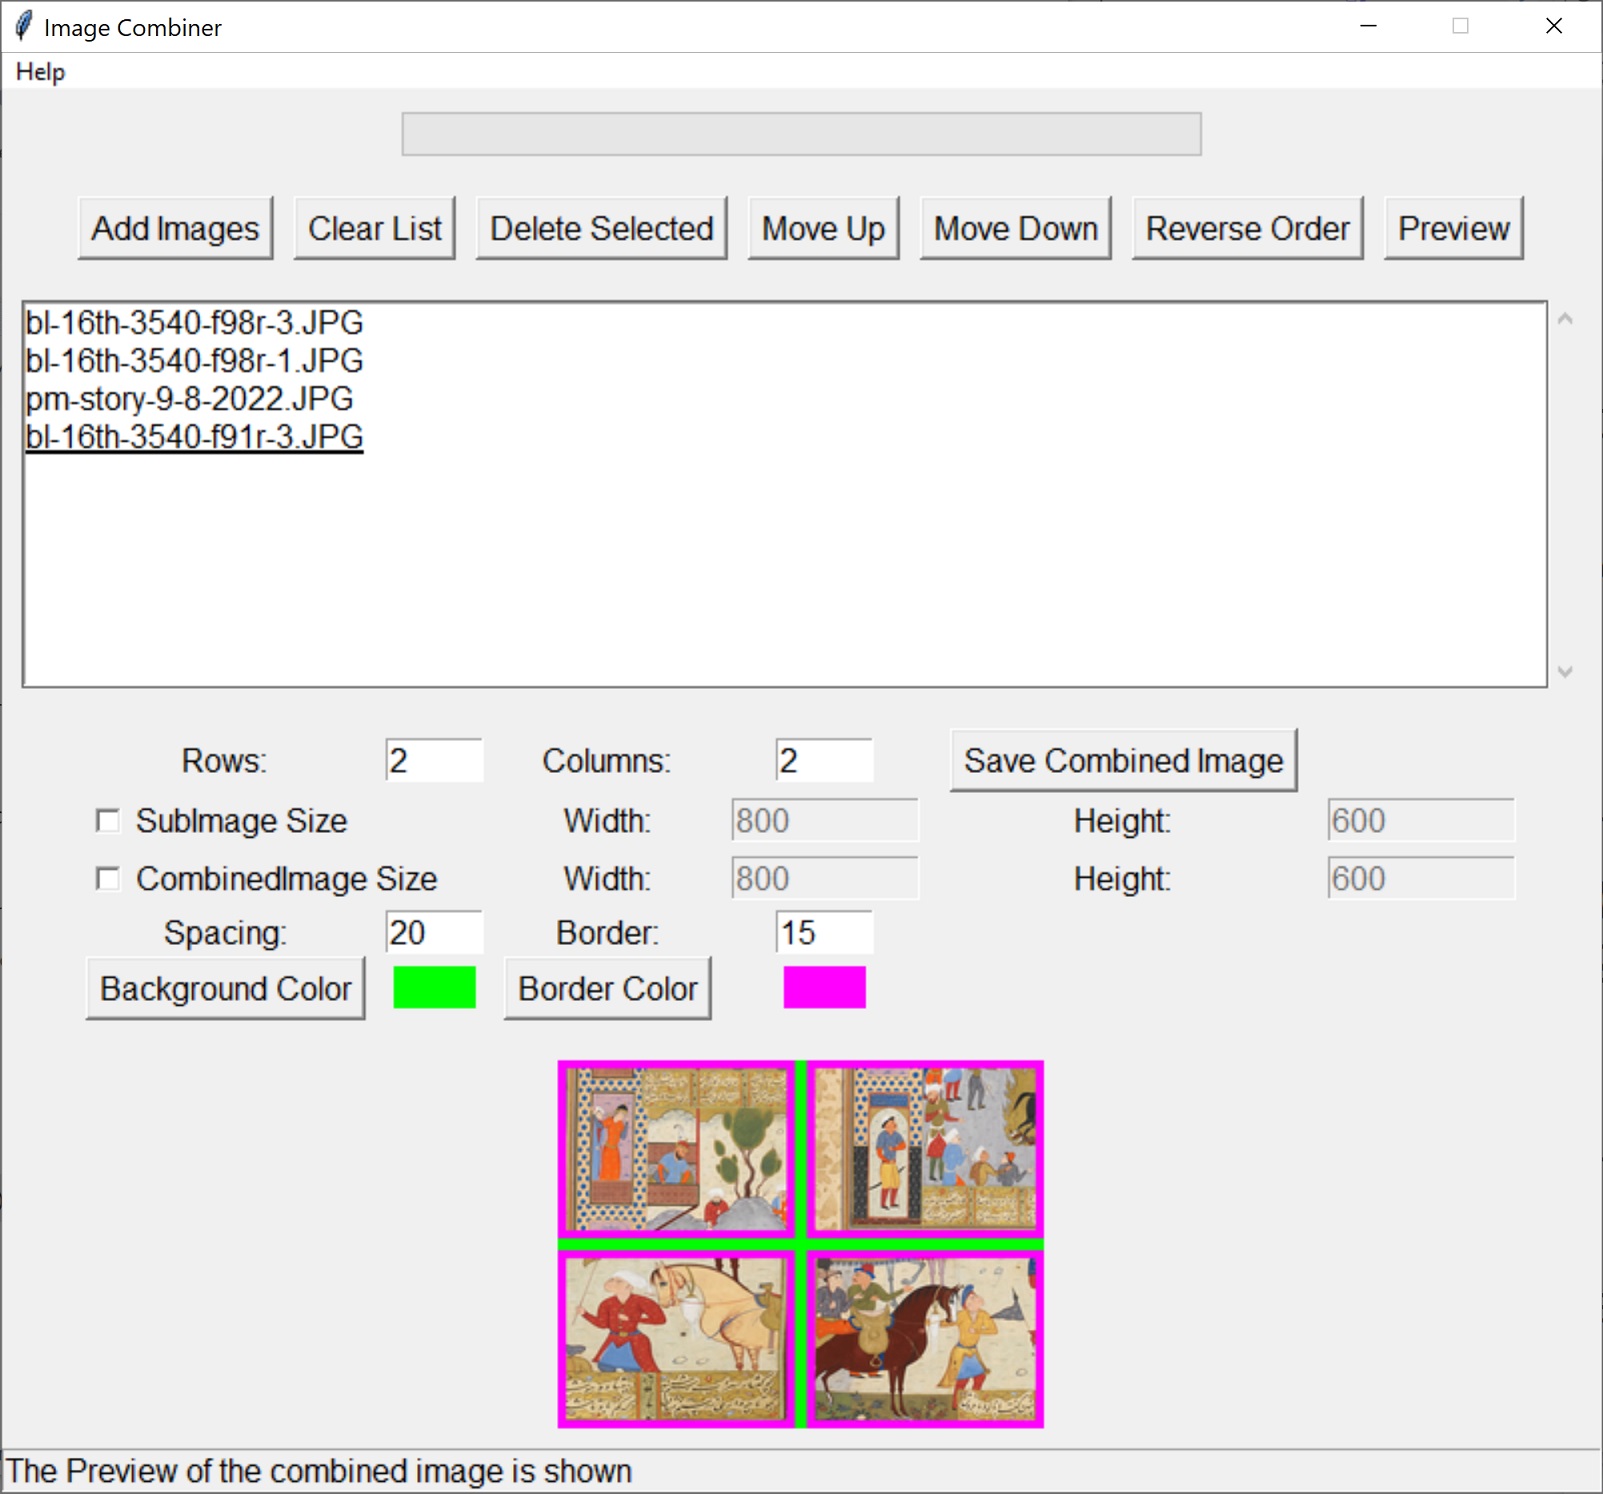 Image Combiner
Help
Add Images Clear List Delete Selected Move Up Move Down Reverse Order Preview
bl-16th-3540-f98r-3.JPG
bl-16th-3540-f98r-1.JPG
pm-story-9-8-2022.JPG
bl-16th-3540-f91r-3.JPG
Rows: 2 Columns: 2 Save Combined Image
SubImage Size Width: 800 Height: 600
CombinedImage Size Width: 800 Height: 600
Spacing: 20 Border: 15
Background Color Border Color
The Preview of the combined image is shown